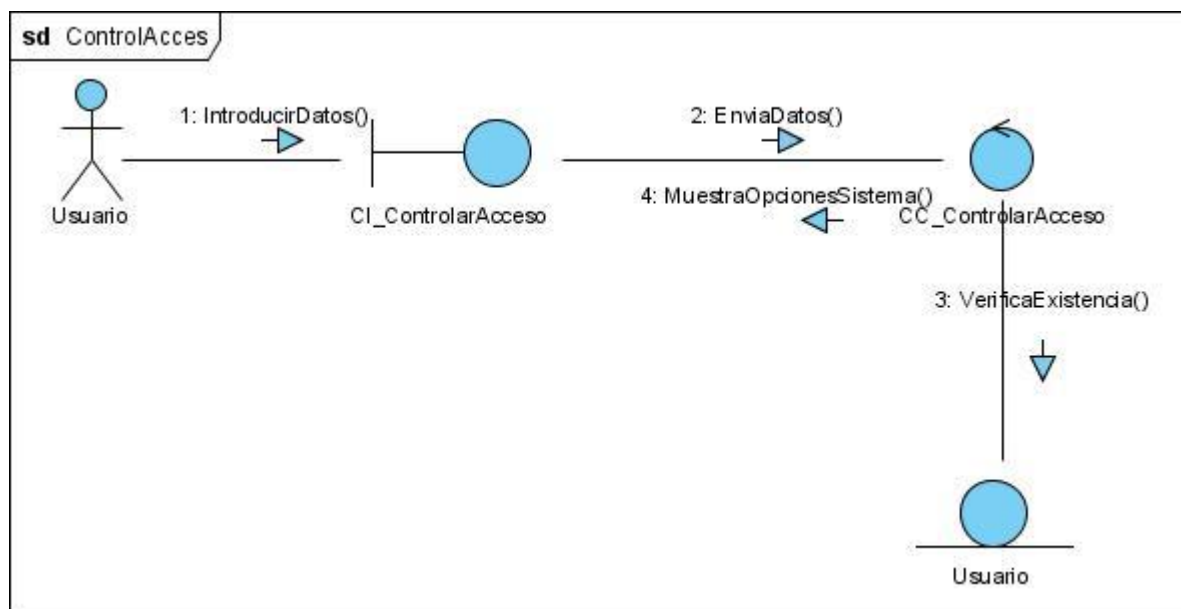 sd ControlAcces
1: IntroducirDatos()
2: EnviaDatos()
4: MuestraOpcionesSistema()
Usuario
CI_ControlarAcceso
CC_ControlarAcceso
3: VerificaExistencia()
Usuario